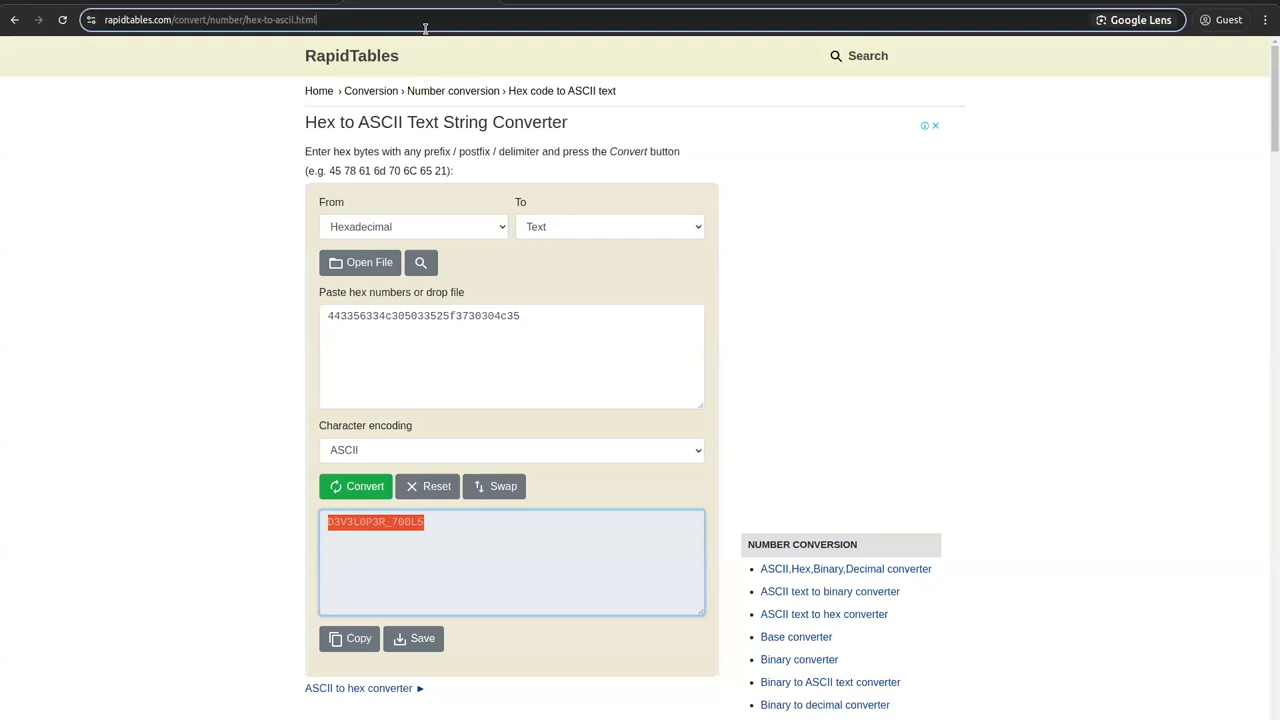 rapidtables.com/convert/number/hex-to-ascii.html
Google Lens
Guest
RapidTables
Search
Home › Conversion › Number conversion › Hex code to ASCII text
Hex to ASCII Text String Converter
Enter hex bytes with any prefix / postfix / delimiter and press the Convert button
(e.g. 45 78 61 6d 70 6C 65 21):
From To
Hexadecimal Text
Open File
Paste hex numbers or drop file
443356334c305033525f3730304c35
Character encoding
ASCII
Convert Reset Swap
D3V3L0P3R_700L5
Copy Save
ASCII to hex converter ►
NUMBER CONVERSION
• ASCII,Hex,Binary,Decimal converter
• ASCII text to binary converter
• ASCII text to hex converter
• Base converter
• Binary converter
• Binary to ASCII text converter
• Binary to decimal converter